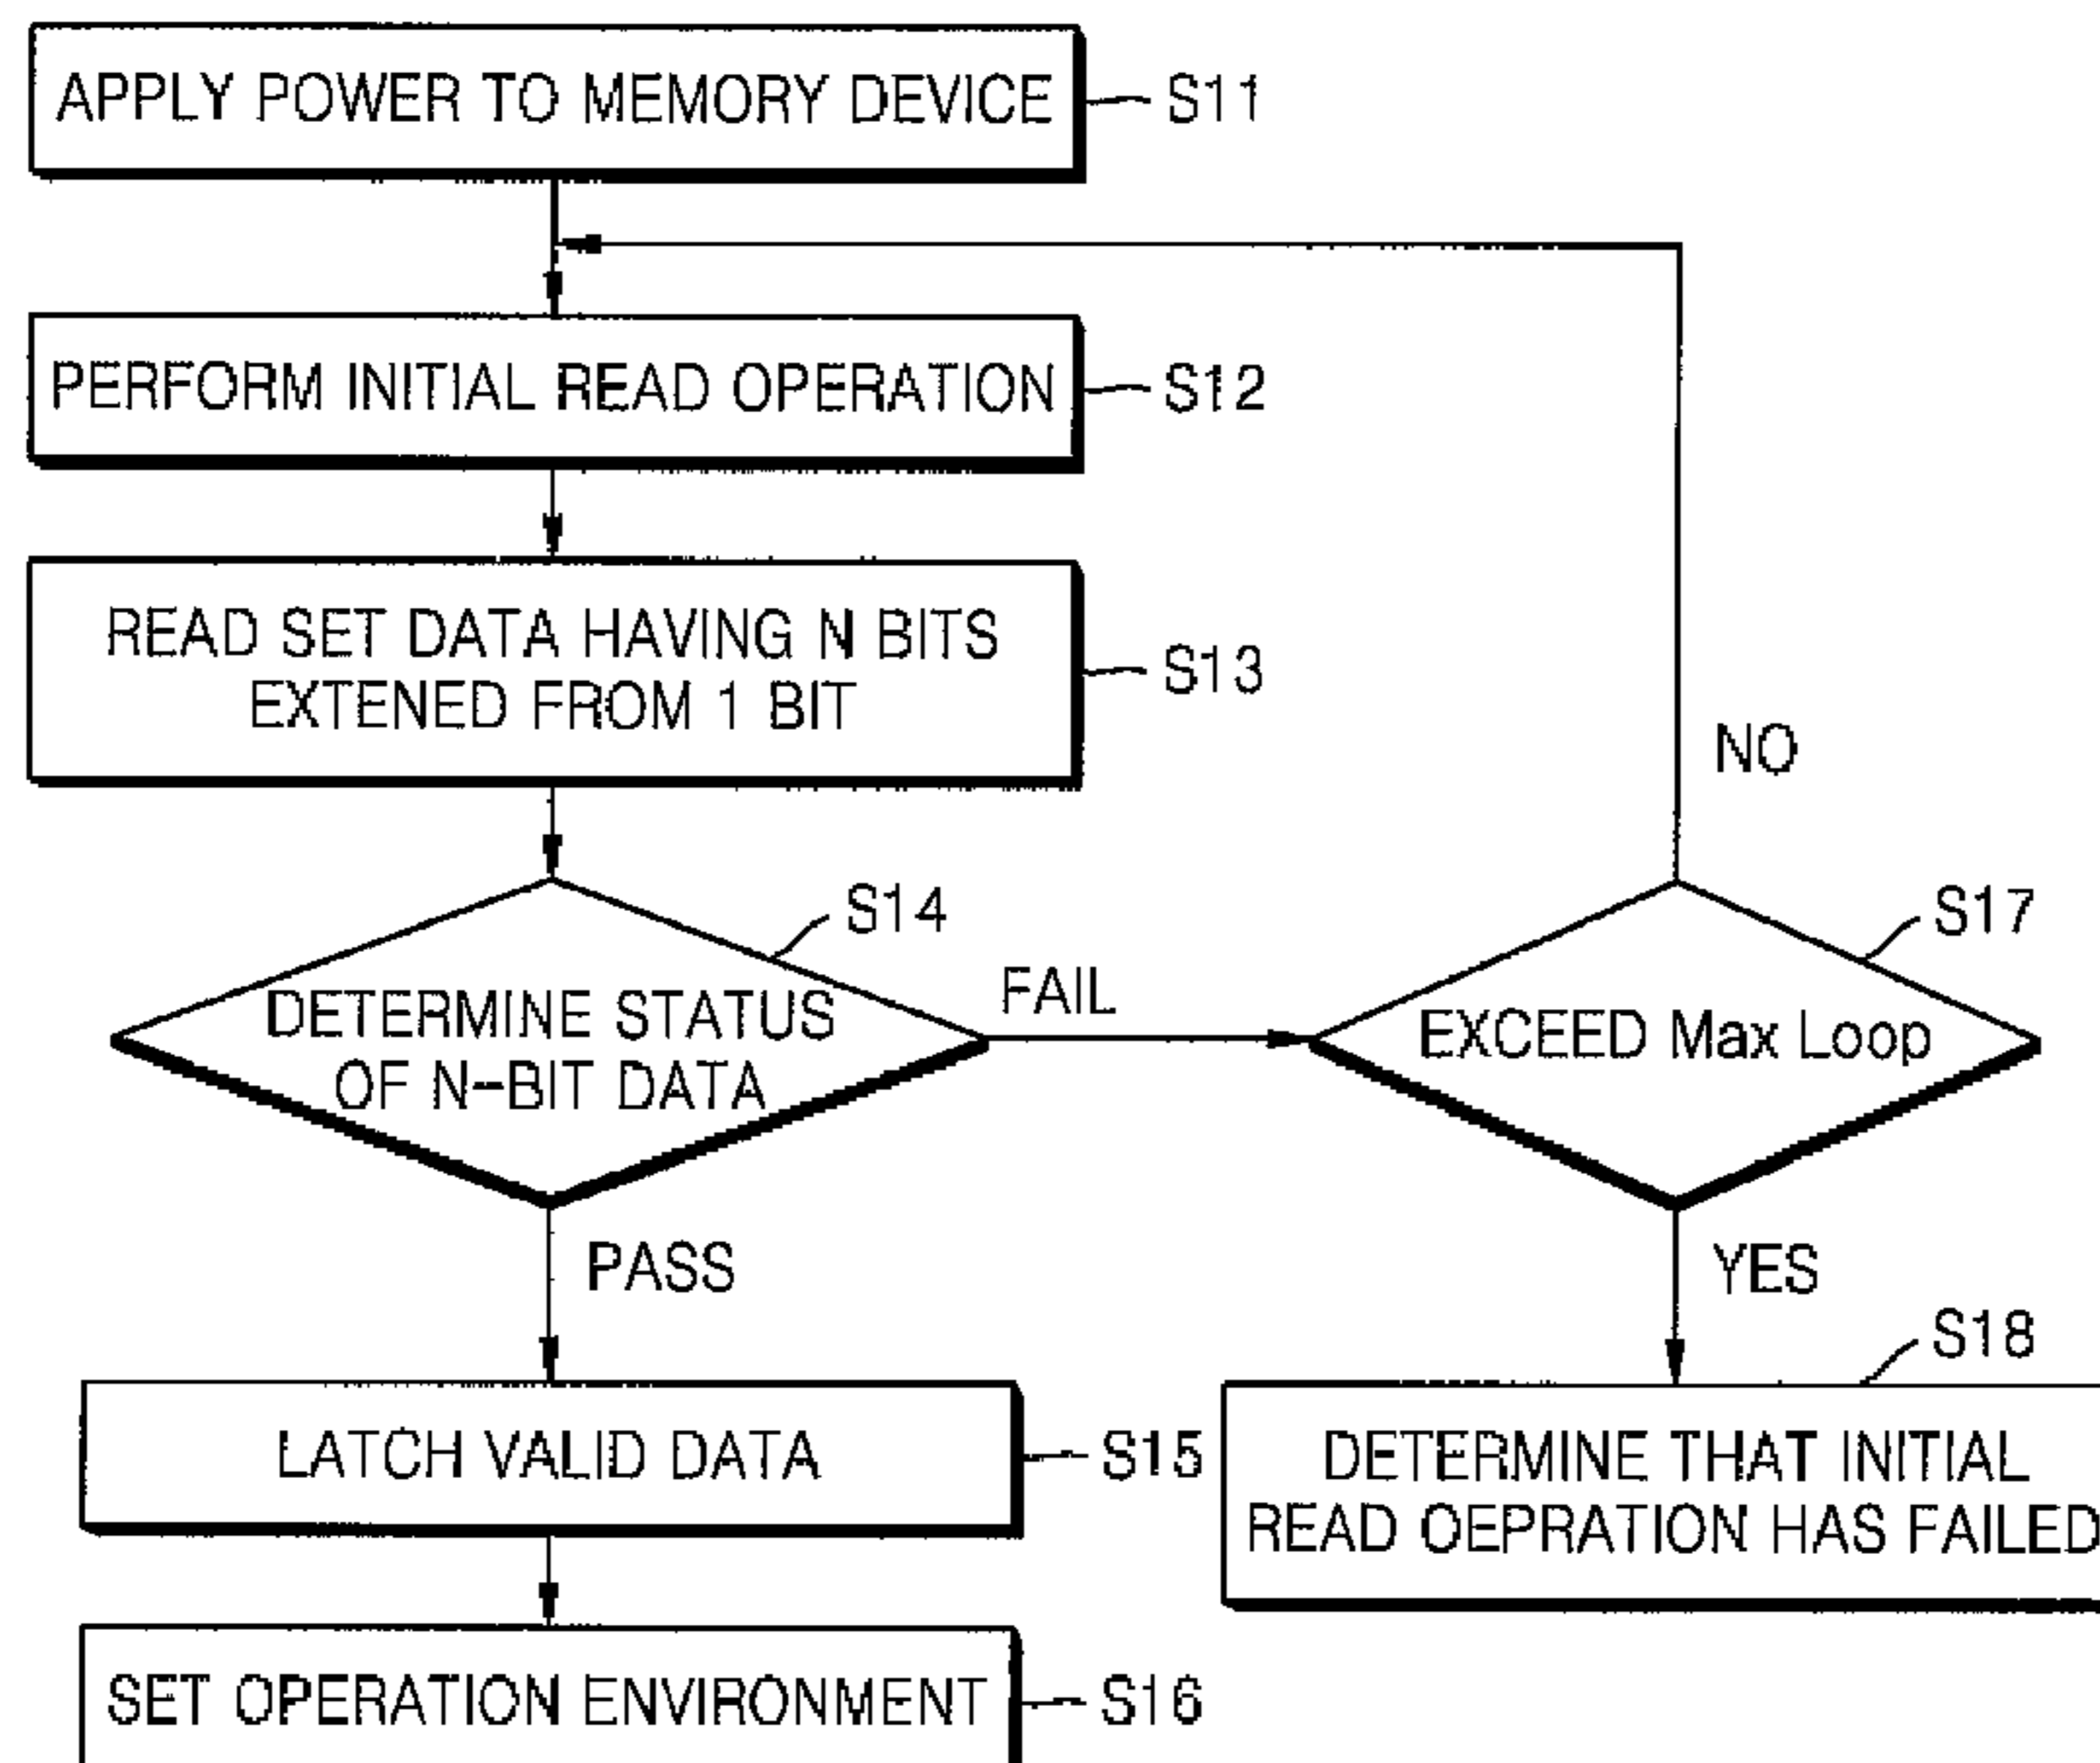 APPLY POWER TO MEMORY DEVICE
S11
PERFORM INITIAL READ OPERATION
S12
READ SET DATA HAVING N BITS
EXTENED FROM 1 BIT
S13
NO
S14
S17
DETERMINE STATUS
OF N-BIT DATA
FAIL
EXCEED Max Loop
PASS
YES
S18
LATCH VALID DATA
S15
DETERMINE THAT INITIAL
READ OEPRATION HAS FAILED
SET OPERATION ENVIRONMENT
S16